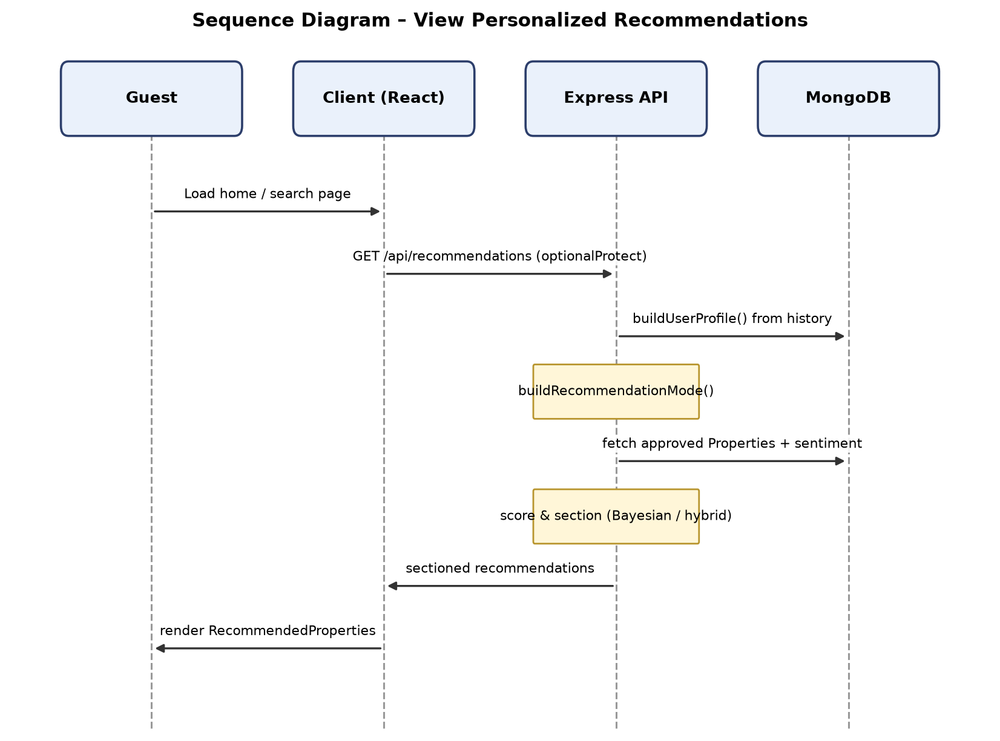 Sequence Diagram – View Personalized Recommendations
Guest
Client (React)
Express API
MongoDB
Load home / search page
GET /api/recommendations (optionalProtect)
buildUserProfile() from history
buildRecommendationMode()
fetch approved Properties + sentiment
score & section (Bayesian / hybrid)
sectioned recommendations
render RecommendedProperties